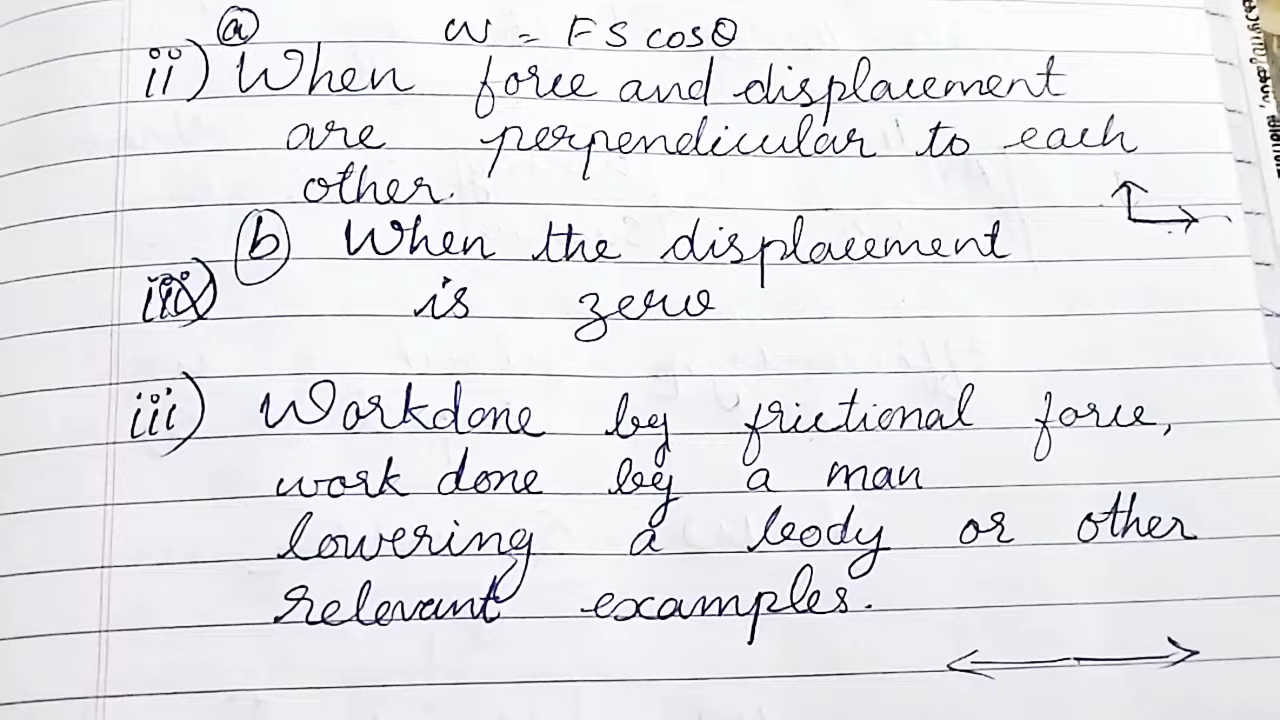 ⓐ W = FS cosθ
ii) When force and displacement
are perpendicular to each
other.
ⓑ When the displacement
is zero
iii) Workdone by frictional force,
work done by a man
lowering a body or other
relevant examples.